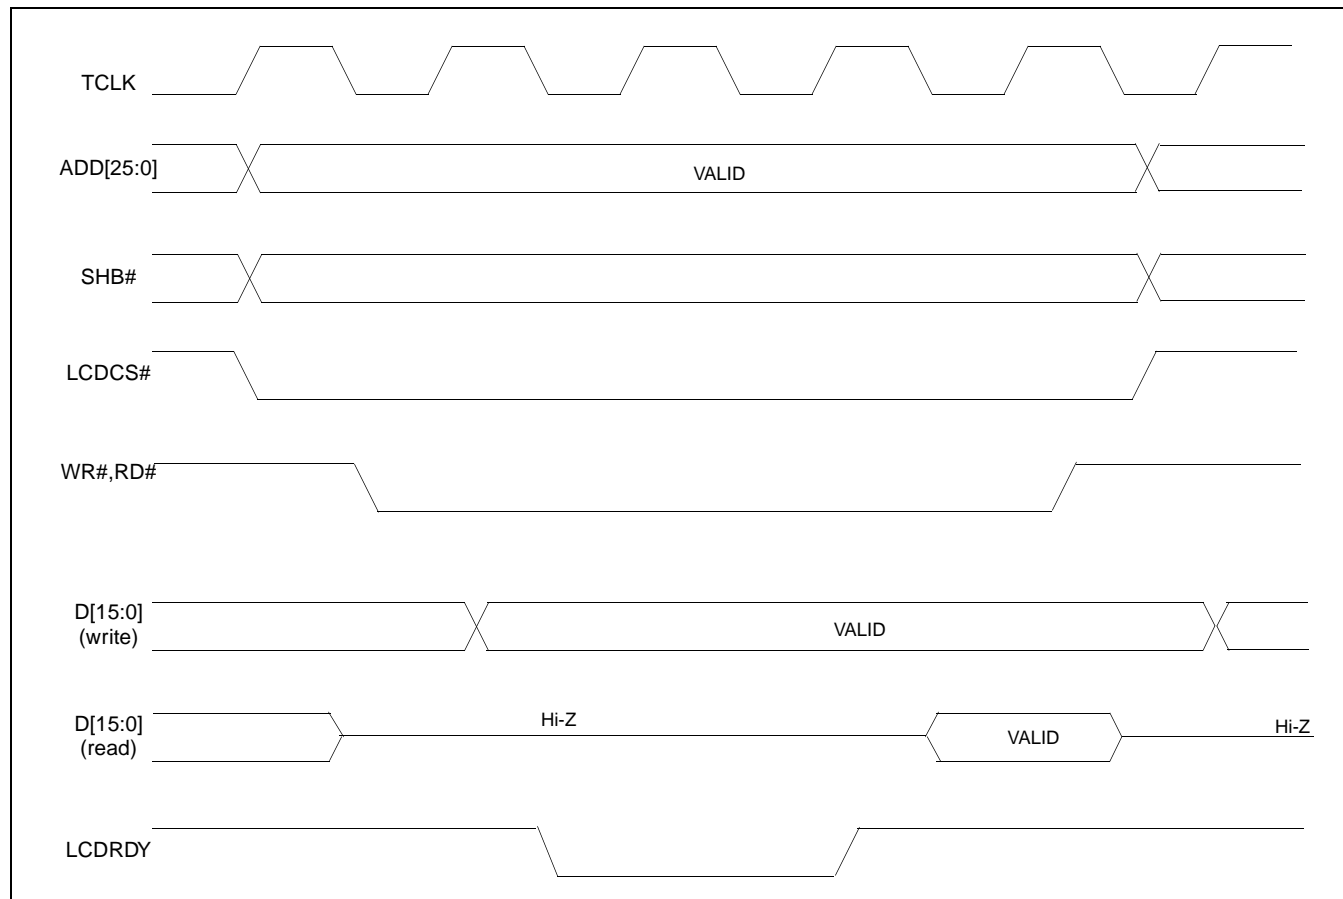 TCLK
ADD[25:0]
VALID
SHB#
LCDCS#
WR#,RD#
D[15:0]
(write)
VALID
D[15:0]
(read)
Hi-Z
VALID
Hi-Z
LCDRDY